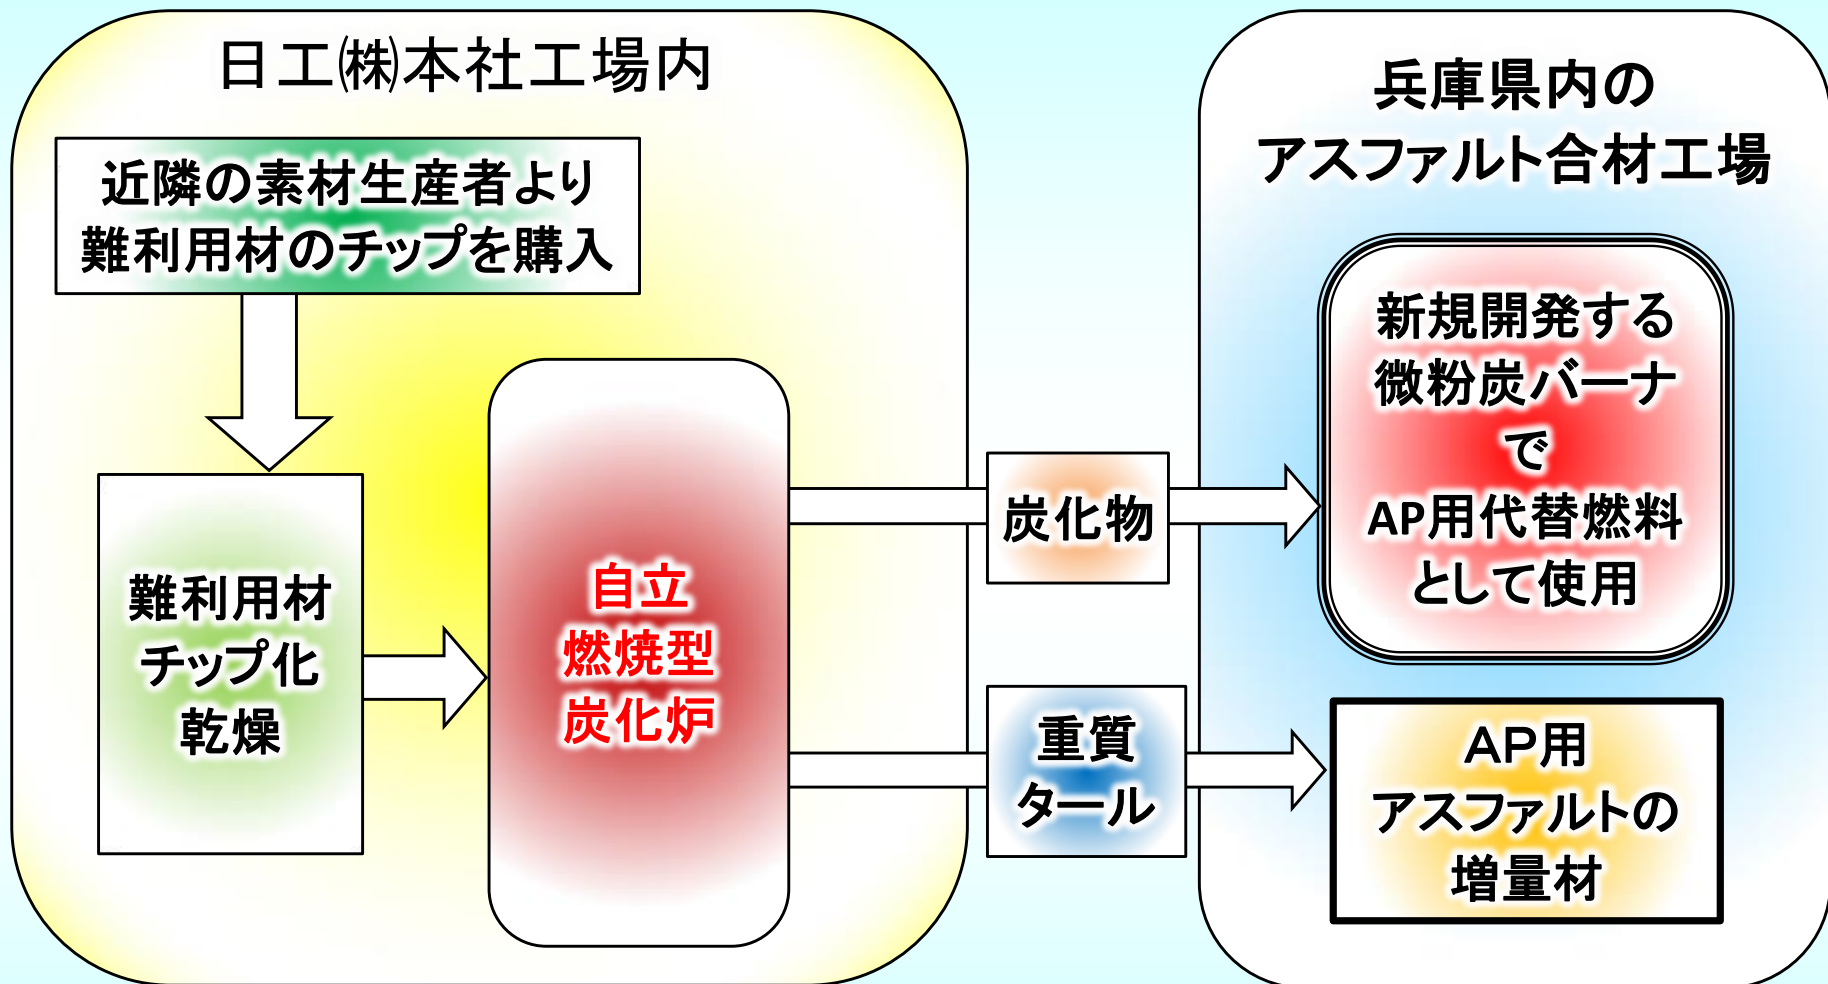 日工㈱本社工場内
近隣の素材生産者より
難利用材のチップを購入
難利用材
チップ化
乾燥
自立
燃焼型
炭化炉
炭化物
重質
タール
兵庫県内の
アスファルト合材工場
新規開発する
微粉炭バーナ
で
AP用代替燃料
として使用
ＡＰ用
アスファルトの
増量材